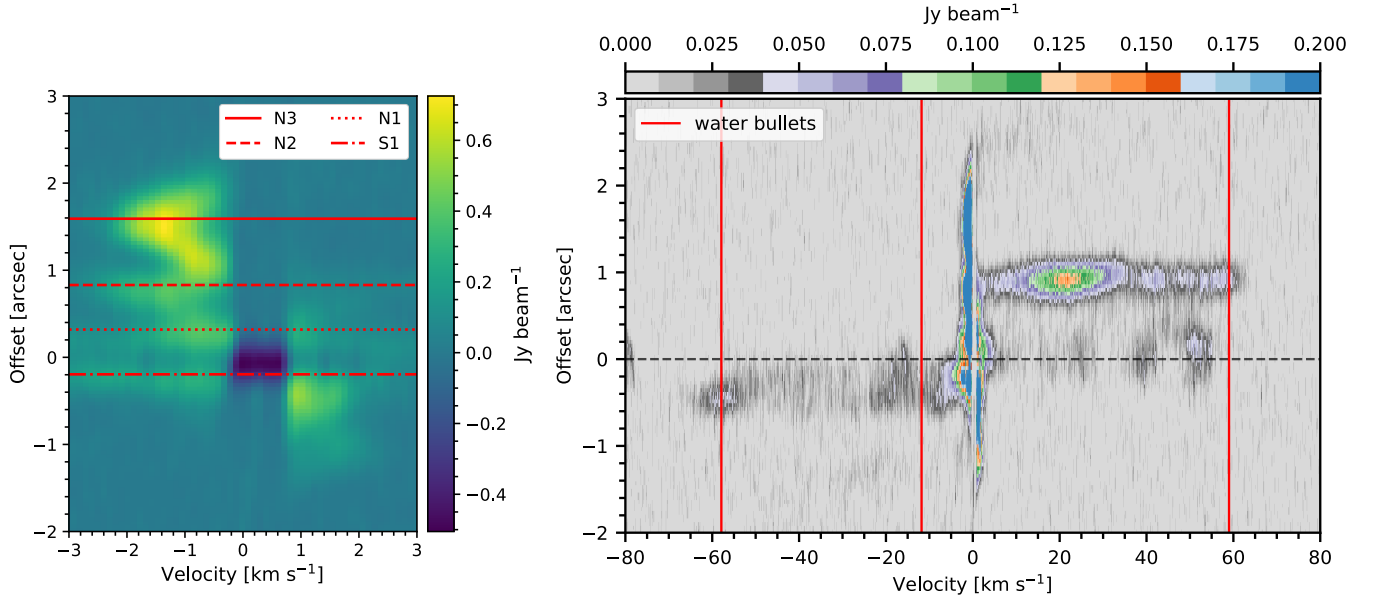 Jy beam⁻¹
0.000 0.025 0.050 0.075 0.100 0.125 0.150 0.175 0.200
N3 N1
N2 S1
3
2
1
0
−1
−2
Offset [arcsec]
−3 −2 −1 0 1 2 3
Velocity [km s⁻¹]
0.6
0.4
0.2
0.0
−0.2
−0.4
Jy beam⁻¹
water bullets
3
2
1
0
−1
−2
Offset [arcsec]
−80 −60 −40 −20 0 20 40 60 80
Velocity [km s⁻¹]